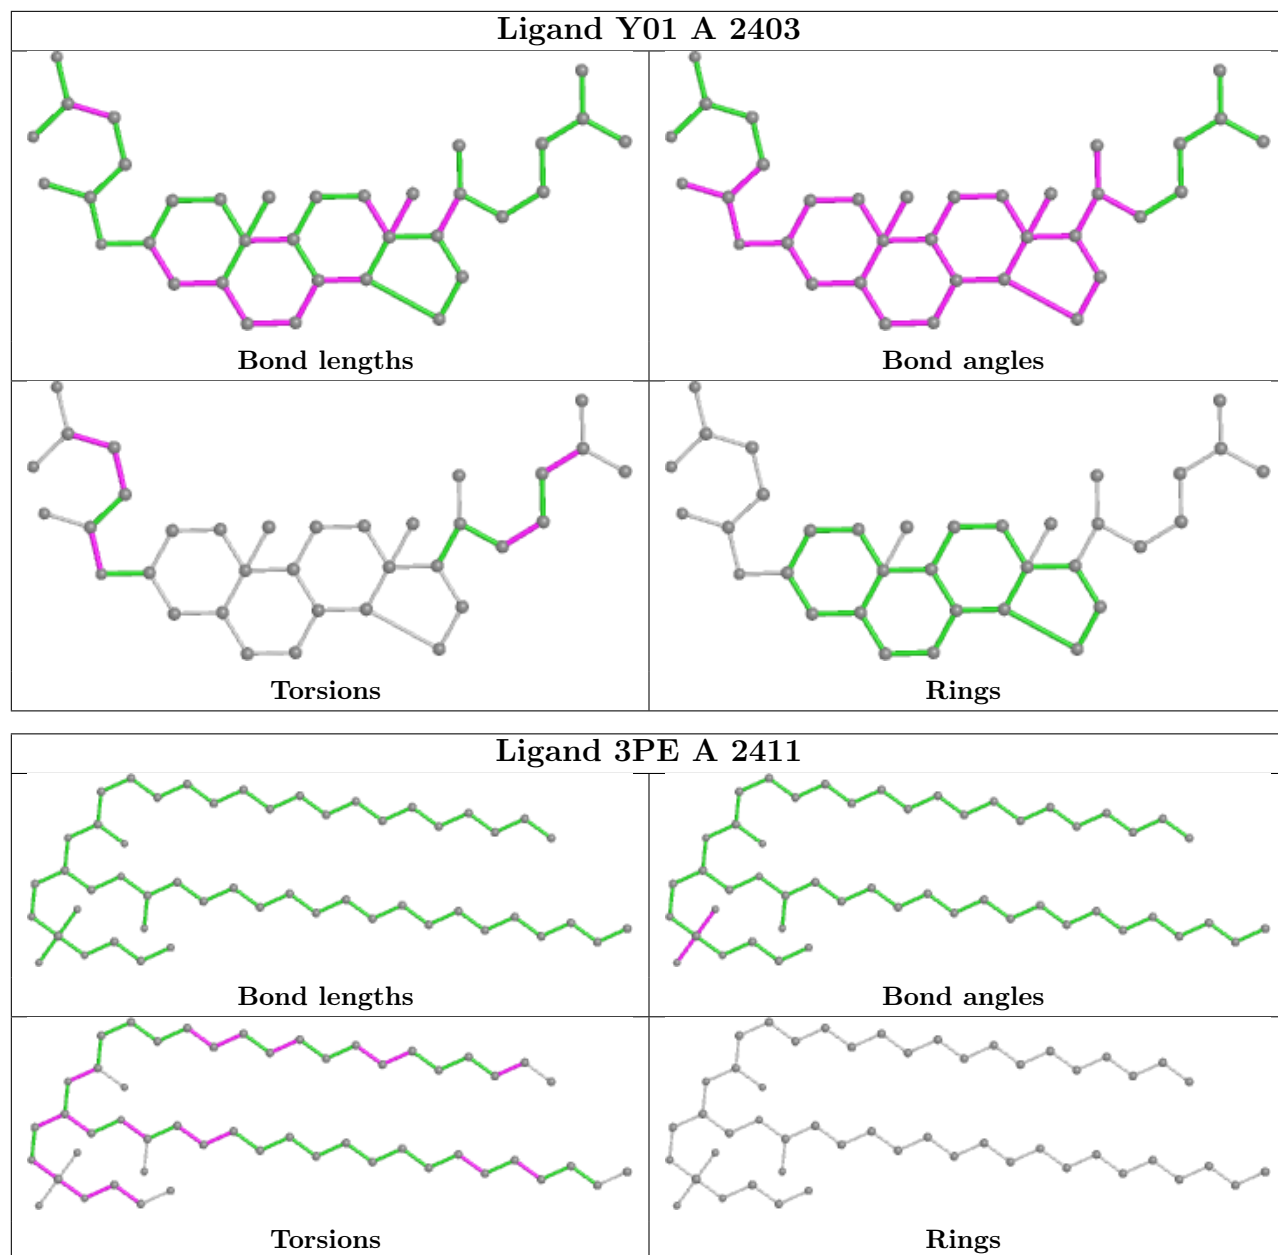 Ligand Y01 A 2403
Bond lengths
Bond angles
Torsions
Rings
Ligand 3PE A 2411
Bond lengths
Bond angles
Torsions
Rings